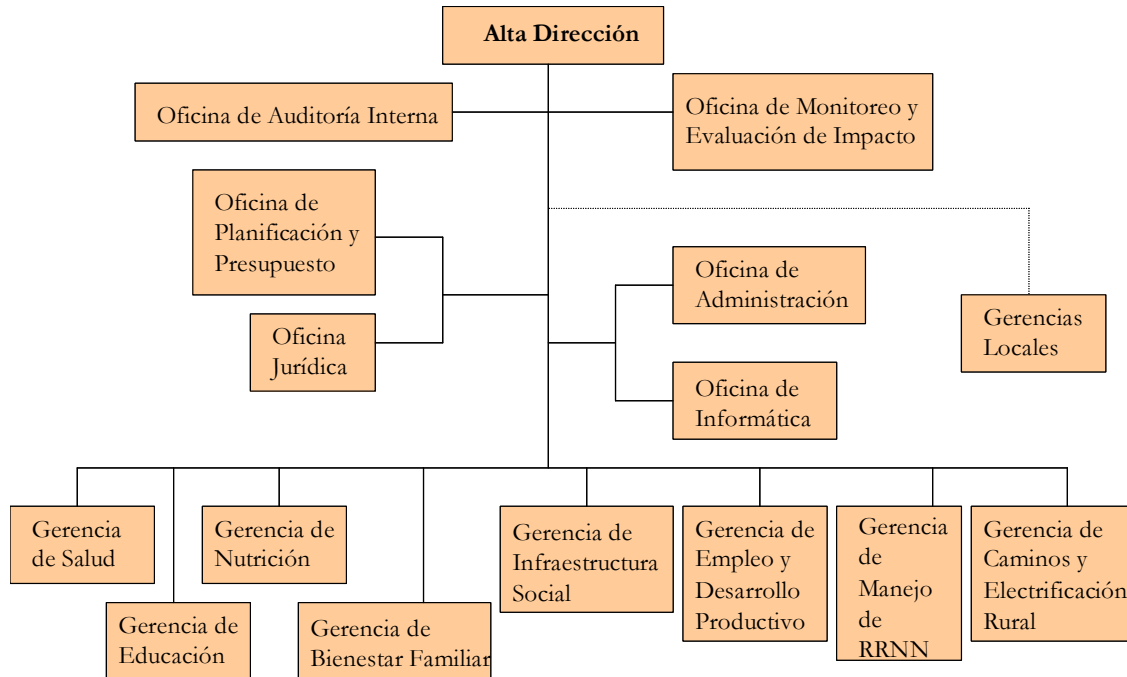 Alta Dirección
Oficina de Auditoría Interna
Oficina de Monitoreo y
Evaluación de Impacto
Oficina de
Planificación y
Presupuesto
Oficina
Jurídica
Oficina de
Administración
Oficina de
Informática
Gerencias
Locales
Gerencia
de Salud
Gerencia de
Educación
Gerencia de
Nutrición
Gerencia de
Bienestar Familiar
Gerencia de
Infraestructura
Social
Gerencia de
Empleo y
Desarrollo
Productivo
Gerencia
de
Manejo
de
RRNN
Gerencia de
Caminos y
Electrificación
Rural